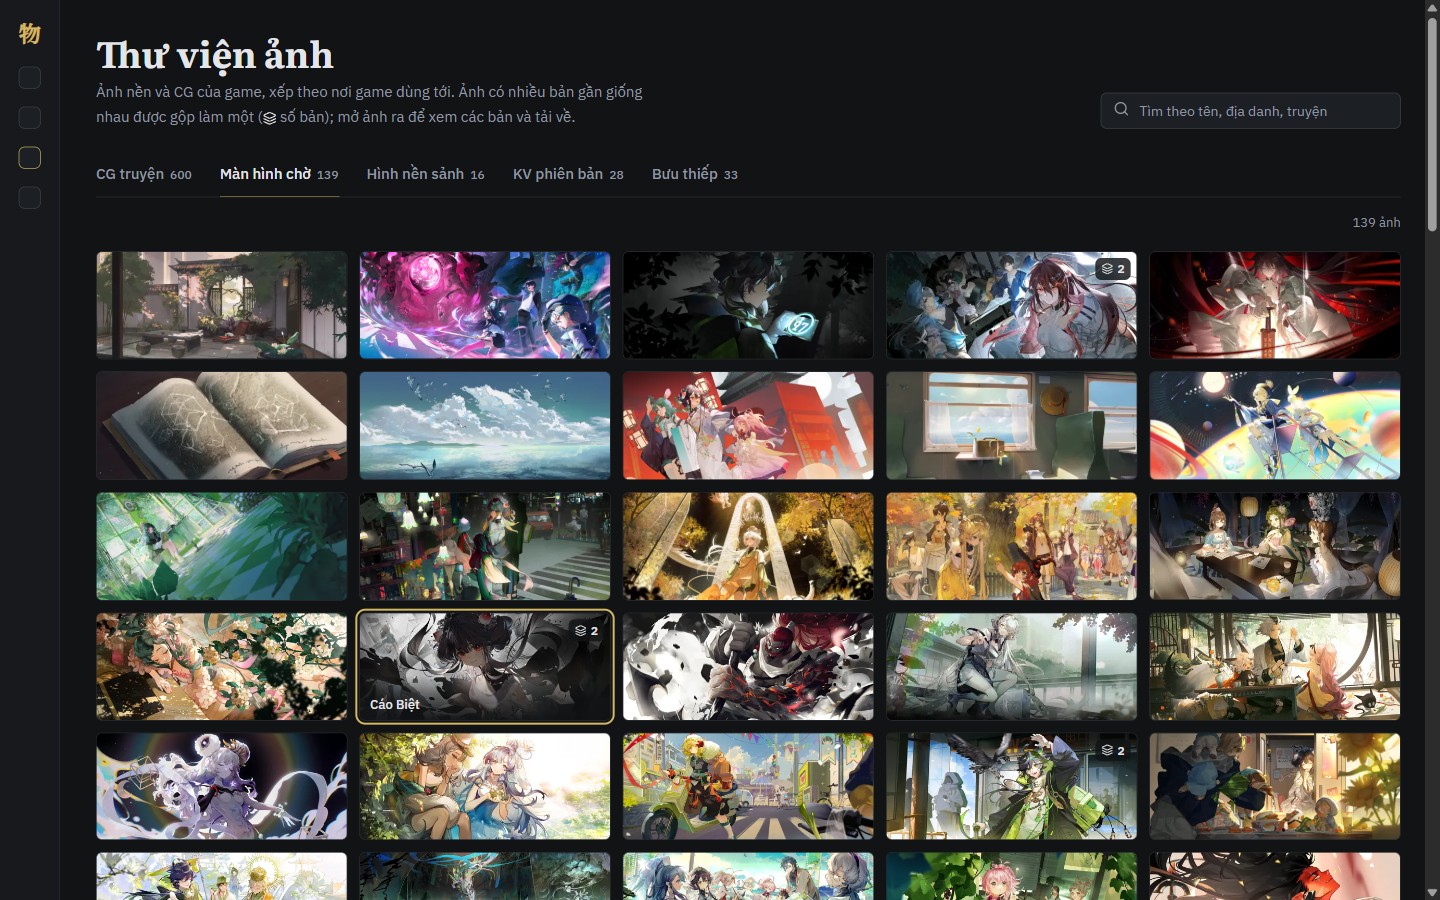 物
Thư viện ảnh
Ảnh nền và CG của game, xếp theo nơi game dùng tới. Ảnh có nhiều bản gần giống
nhau được gộp làm một ( số bản); mở ảnh ra để xem các bản và tải về.
Tìm theo tên, địa danh, truyện
CG truyện 600
Màn hình chờ 139
Hình nền sảnh 16
KV phiên bản 28
Bưu thiếp 33
139 ảnh
2
2
Cáo Biệt
2